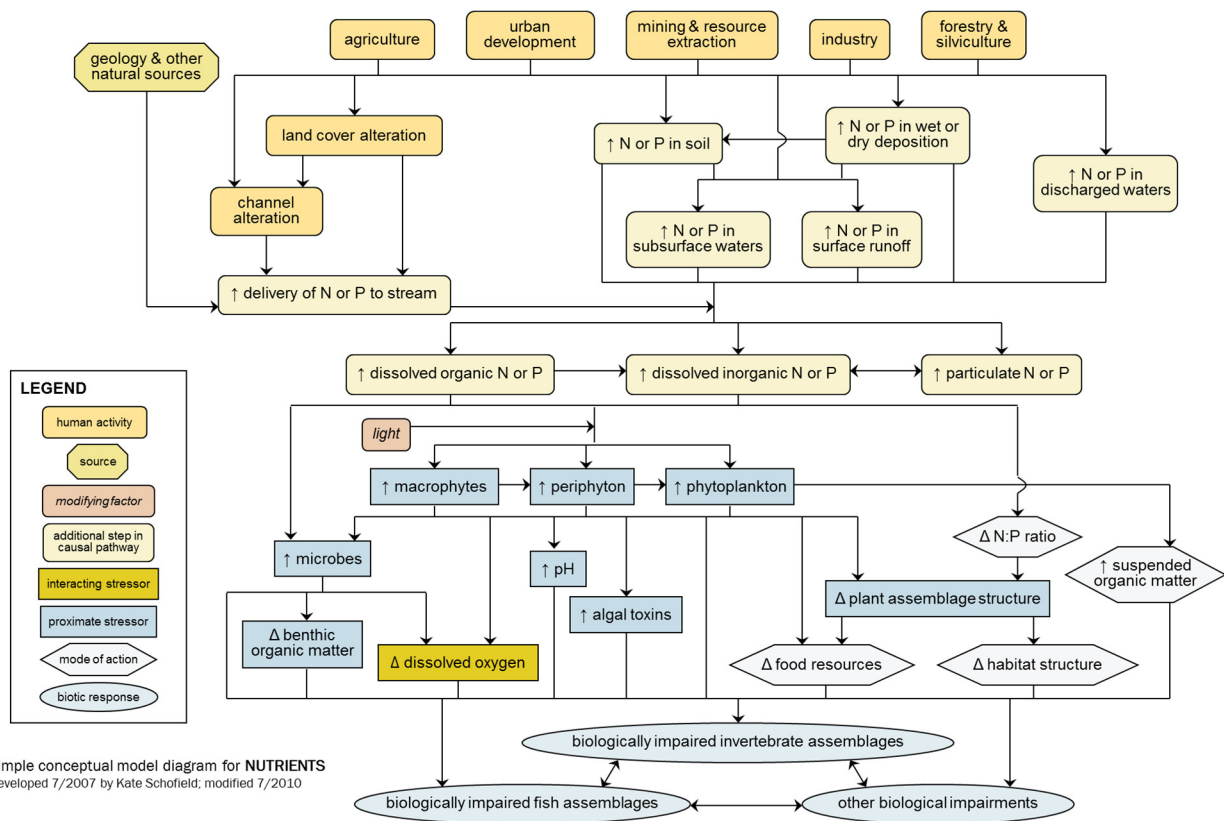 agriculture
urban
development
mining & resource
extraction
industry
forestry &
silviculture
geology & other
natural sources
land cover alteration
↑ N or P in soil
↑ N or P in wet or
dry deposition
↑ N or P in
discharged waters
channel
alteration
↑ N or P in
subsurface waters
↑ N or P in
surface runoff
↑ delivery of N or P to stream
↑ dissolved organic N or P
↑ dissolved inorganic N or P
↑ particulate N or P
LEGEND
human activity
source
modifying factor
additional step in
causal pathway
interacting stressor
proximate stressor
mode of action
biotic response
light
↑ macrophytes
↑ periphyton
↑ phytoplankton
↑ microbes
↑ pH
Δ N:P ratio
↑ suspended
organic matter
↑ algal toxins
Δ plant assemblage structure
Δ benthic
organic matter
Δ dissolved oxygen
Δ food resources
Δ habitat structure
biologically impaired invertebrate assemblages
biologically impaired fish assemblages
other biological impairments
imple conceptual model diagram for NUTRIENTS
eveloped 7/2007 by Kate Schofield; modified 7/2010